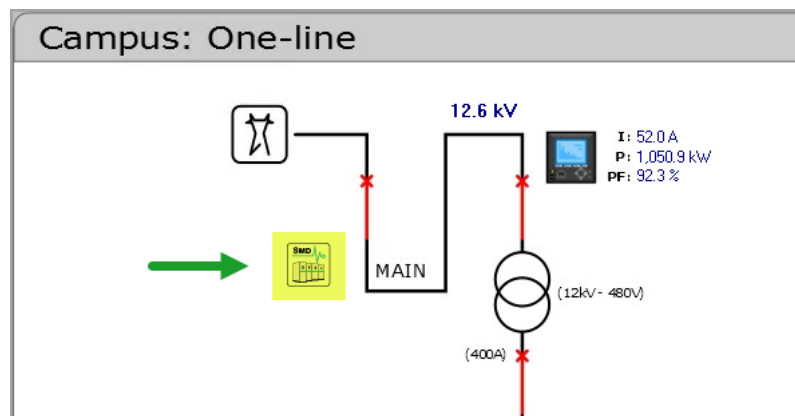 Campus: One-line
12.6 kV
I: 52.0 A
P: 1,050.9 kW
PF: 92.3 %
SMD
MAIN
(12kV - 480V)
(400A)